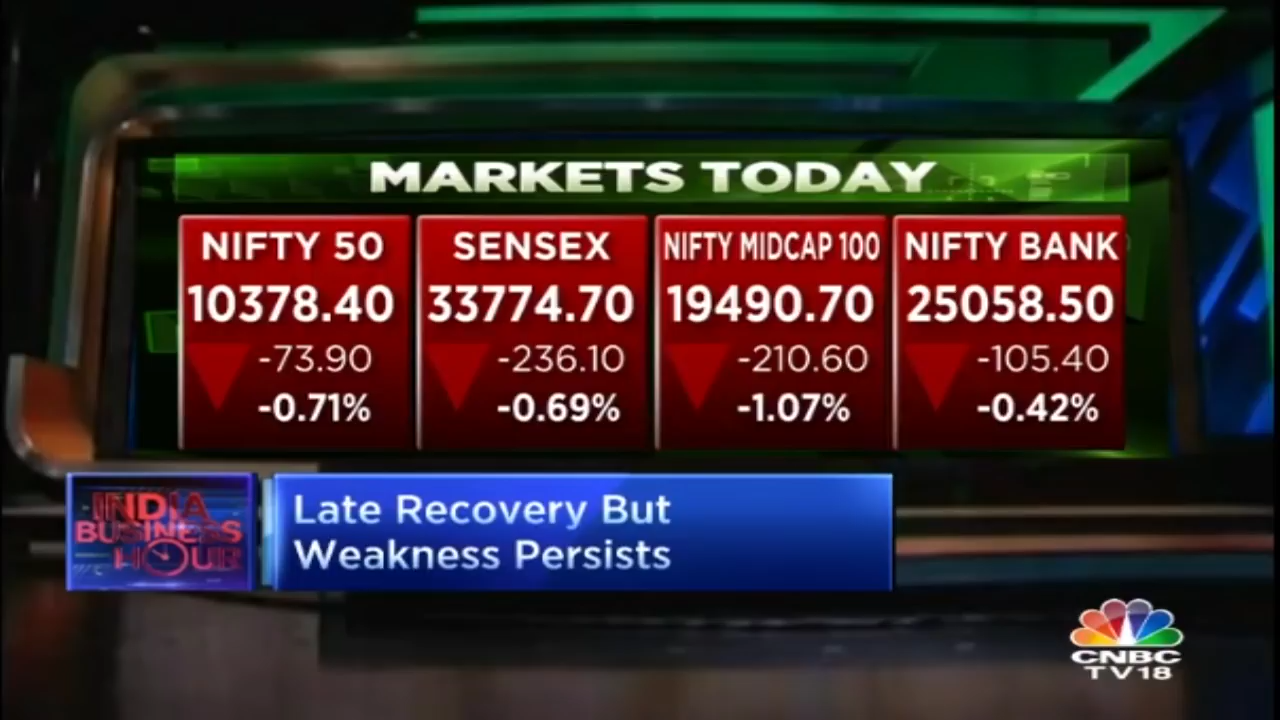 MARKETS TODAY
NIFTY 50
10378.40
-73.90
-0.71%
SENSEX
33774.70
-236.10
-0.69%
NIFTY MIDCAP 100
19490.70
-210.60
-1.07%
NIFTY BANK
25058.50
-105.40
-0.42%
INDIA
BUSINESS
HOUR
Late Recovery But
Weakness Persists
CNBC
TV18